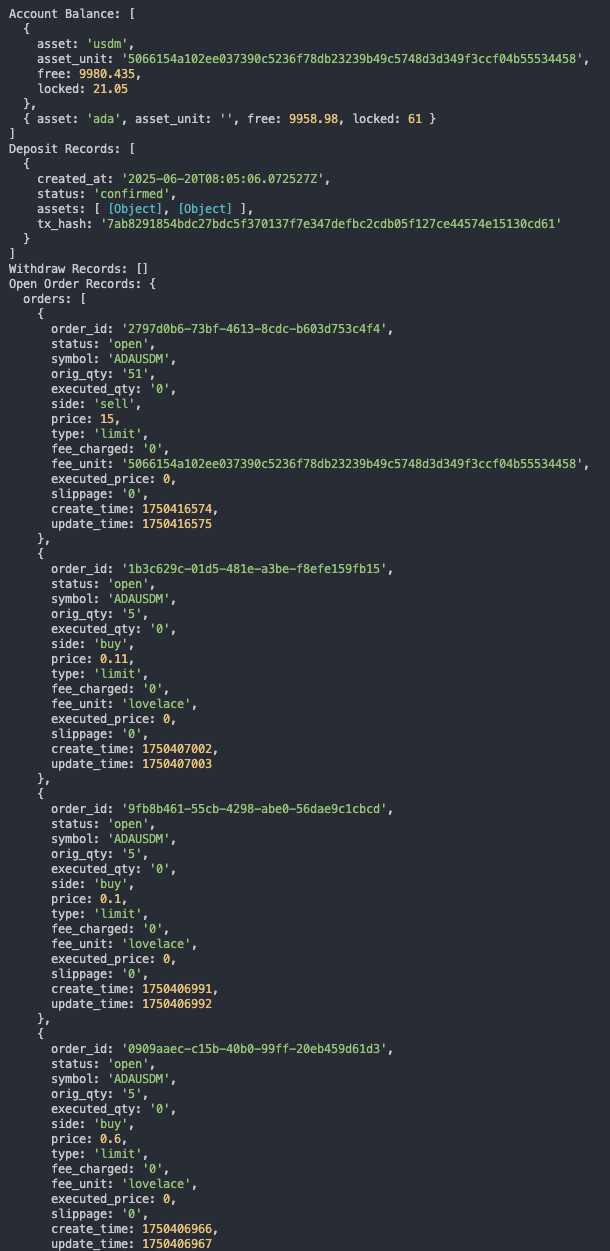 Account Balance: [
  {
    asset: 'usdm',
    asset_unit: '5066154a102ee037390c5236f78db23239b49c5748d3d349f3ccf04b55534458',
    free: 9980.435,
    locked: 21.05
  },
  { asset: 'ada', asset_unit: '', free: 9958.98, locked: 61 }
]
Deposit Records: [
  {
    created_at: '2025-06-20T08:05:06.072527Z',
    status: 'confirmed',
    assets: [ [Object], [Object] ],
    tx_hash: '7ab8291854bdc27bdc5f370137f7e347defbc2cdb05f127ce44574e15130cd61'
  }
]
Withdraw Records: []
Open Order Records: {
  orders: [
    {
      order_id: '2797d0b6-73bf-4613-8cdc-b603d753c4f4',
      status: 'open',
      symbol: 'ADAUSDM',
      orig_qty: '51',
      executed_qty: '0',
      side: 'sell',
      price: 15,
      type: 'limit',
      fee_charged: '0',
      fee_unit: '5066154a102ee037390c5236f78db23239b49c5748d3d349f3ccf04b55534458',
      executed_price: 0,
      slippage: '0',
      create_time: 1750416574,
      update_time: 1750416575
    },
    {
      order_id: '1b3c629c-01d5-481e-a3be-f8efe159fb15',
      status: 'open',
      symbol: 'ADAUSDM',
      orig_qty: '5',
      executed_qty: '0',
      side: 'buy',
      price: 0.11,
      type: 'limit',
      fee_charged: '0',
      fee_unit: 'lovelace',
      executed_price: 0,
      slippage: '0',
      create_time: 1750407002,
      update_time: 1750407003
    },
    {
      order_id: '9fb8b461-55cb-4298-abe0-56dae9c1cbcd',
      status: 'open',
      symbol: 'ADAUSDM',
      orig_qty: '5',
      executed_qty: '0',
      side: 'buy',
      price: 0.1,
      type: 'limit',
      fee_charged: '0',
      fee_unit: 'lovelace',
      executed_price: 0,
      slippage: '0',
      create_time: 1750406991,
      update_time: 1750406992
    },
    {
      order_id: '0909aaec-c15b-40b0-99ff-20eb459d61d3',
      status: 'open',
      symbol: 'ADAUSDM',
      orig_qty: '5',
      executed_qty: '0',
      side: 'buy',
      price: 0.6,
      type: 'limit',
      fee_charged: '0',
      fee_unit: 'lovelace',
      executed_price: 0,
      slippage: '0',
      create_time: 1750406966,
      update_time: 1750406967